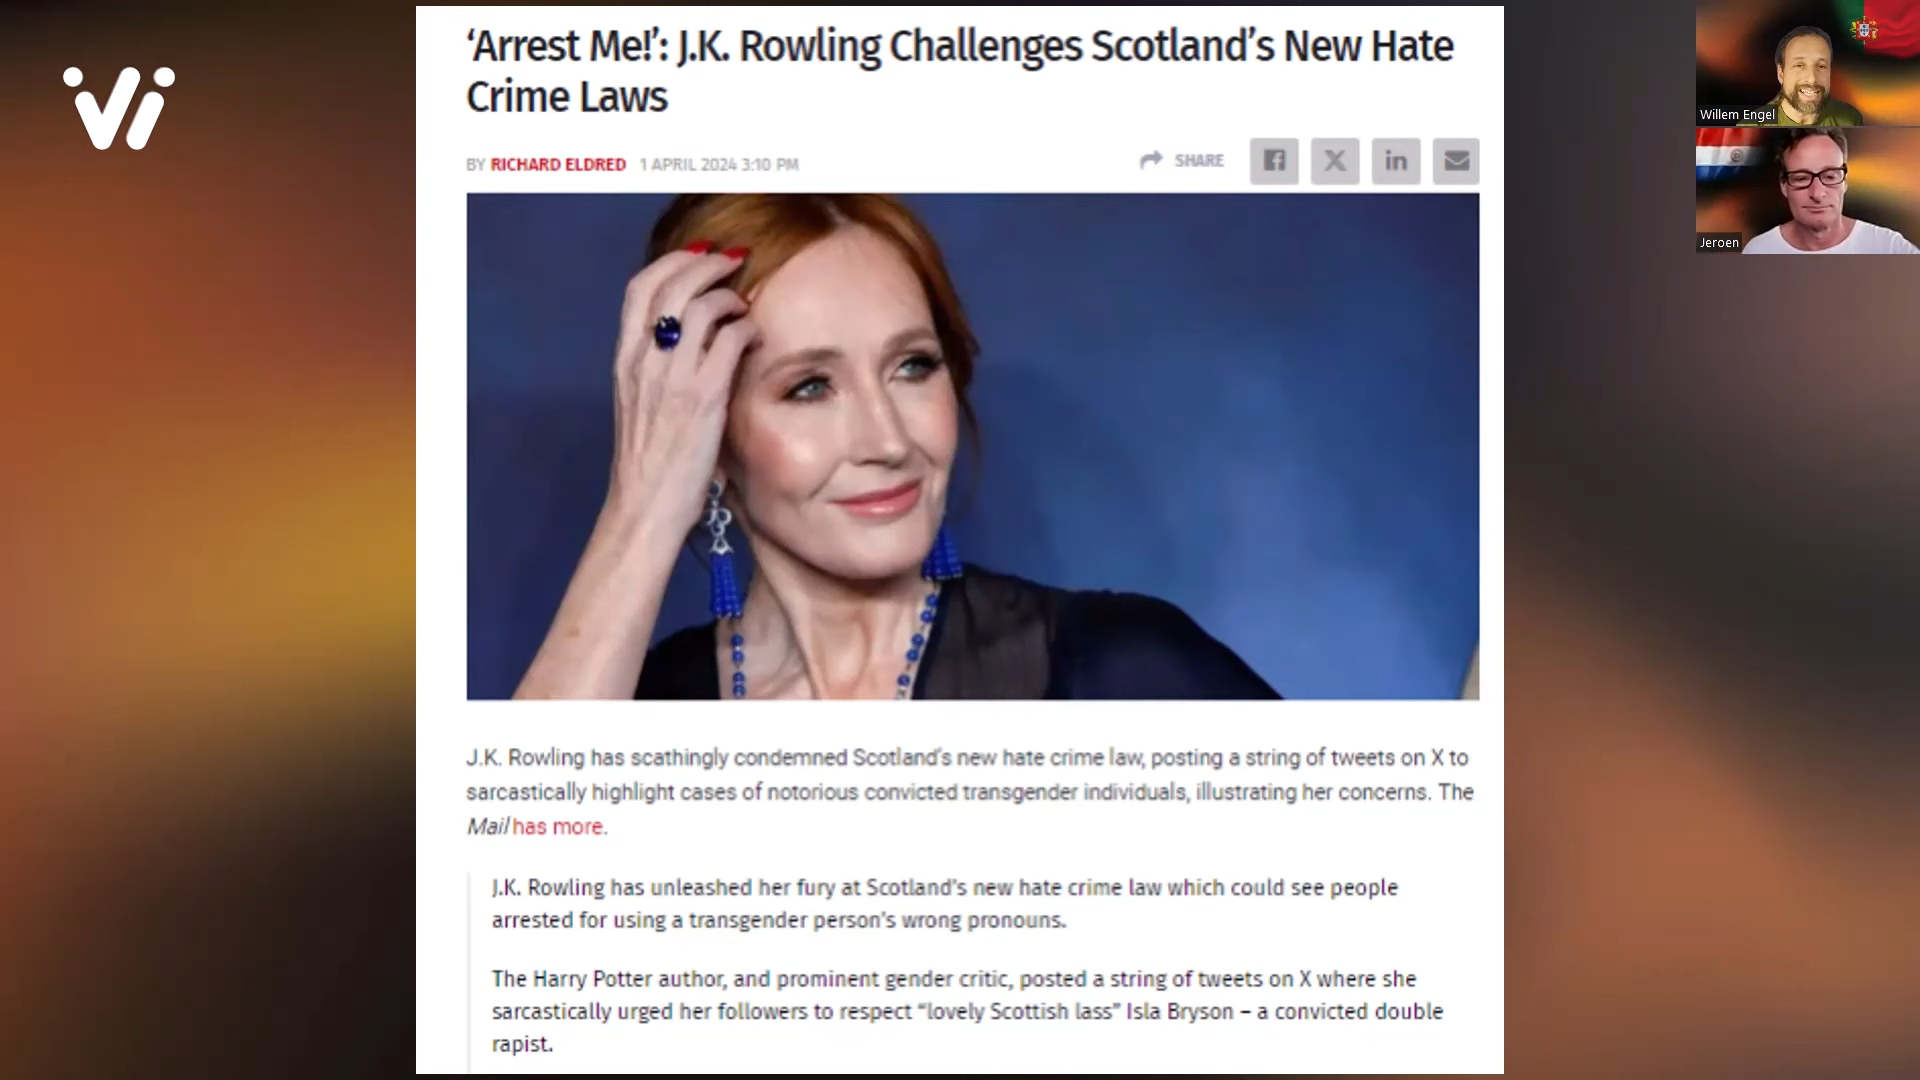 ‘Arrest Me!’: J.K. Rowling Challenges Scotland’s New Hate
Crime Laws
BY RICHARD ELDRED 1 APRIL 2024 3:10 PM
SHARE
J.K. Rowling has scathingly condemned Scotland’s new hate crime law, posting a string of tweets on X to
sarcastically highlight cases of notorious convicted transgender individuals, illustrating her concerns. The
Mail has more.
J.K. Rowling has unleashed her fury at Scotland’s new hate crime law which could see people
arrested for using a transgender person’s wrong pronouns.
The Harry Potter author, and prominent gender critic, posted a string of tweets on X where she
sarcastically urged her followers to respect “lovely Scottish lass” Isla Bryson – a convicted double
rapist.
Willem Engel
Jeroen